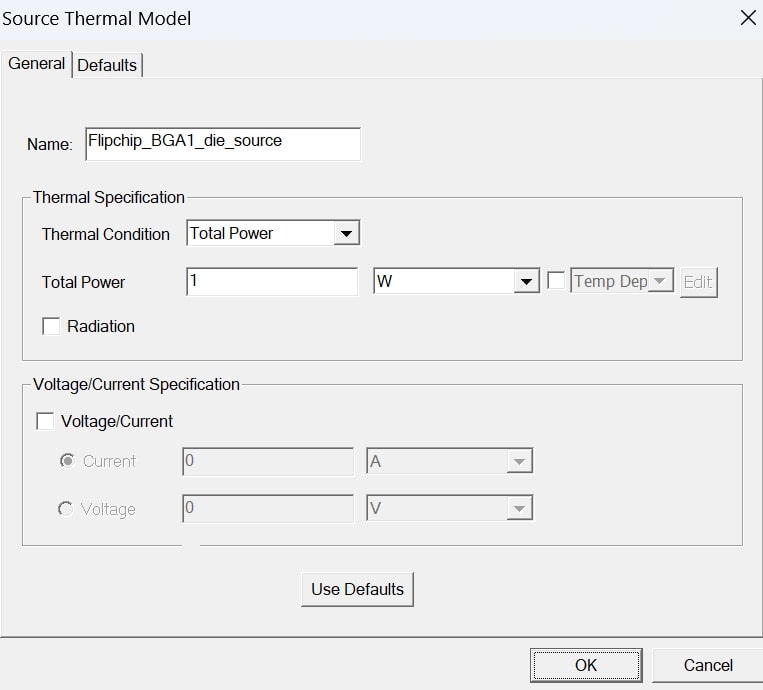 Source Thermal Model
General Defaults
Name: Flipchip_BGA1_die_source
Thermal Specification
Thermal Condition Total Power
Total Power 1 W Temp Dep Edit
Radiation
Voltage/Current Specification
Voltage/Current
Current 0 A
Voltage 0 V
Use Defaults
OK Cancel